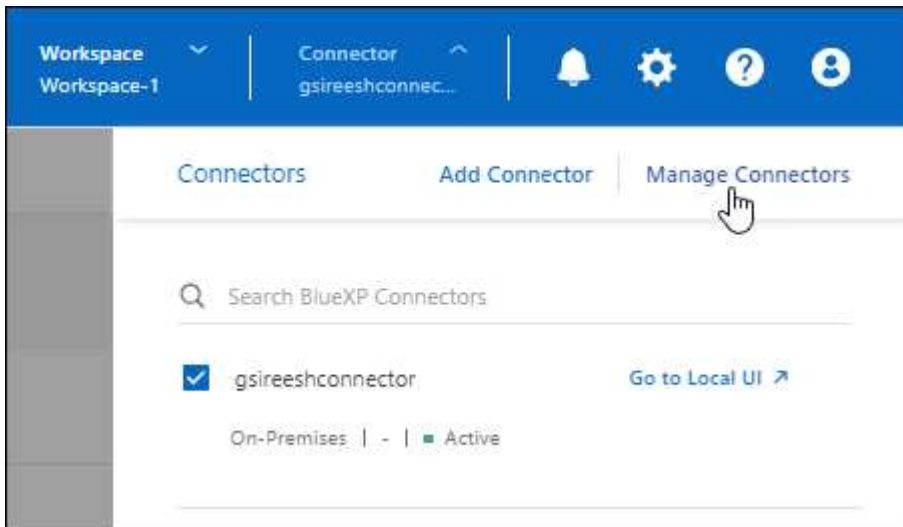 Workspace
Workspace-1
Connector
gsireeshconnec...
Connectors
Add Connector
Manage Connectors
Search BlueXP Connectors
gsireeshconnector
Go to Local UI ↗
On-Premises | - | ■ Active